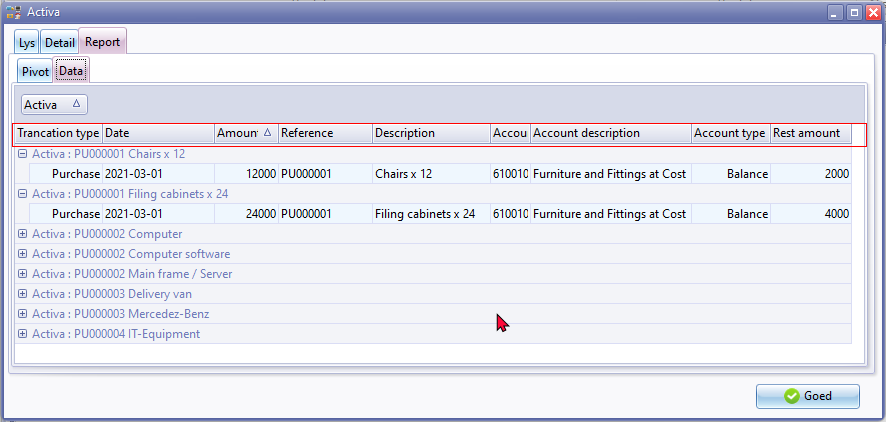 Activa
Lys Detail Report
Pivot Data
Activa
Trancation type Date Amoun Reference Description Accou Account description Account type Rest amount
Activa : PU000001 Chairs x 12
Purchase 2021-03-01 12000 PU000001 Chairs x 12 610010 Furniture and Fittings at Cost Balance 2000
Activa : PU000001 Filing cabinets x 24
Purchase 2021-03-01 24000 PU000001 Filing cabinets x 24 610010 Furniture and Fittings at Cost Balance 4000
Activa : PU000002 Computer
Activa : PU000002 Computer software
Activa : PU000002 Main frame / Server
Activa : PU000003 Delivery van
Activa : PU000003 Mercedez-Benz
Activa : PU000004 IT-Equipment
Goed